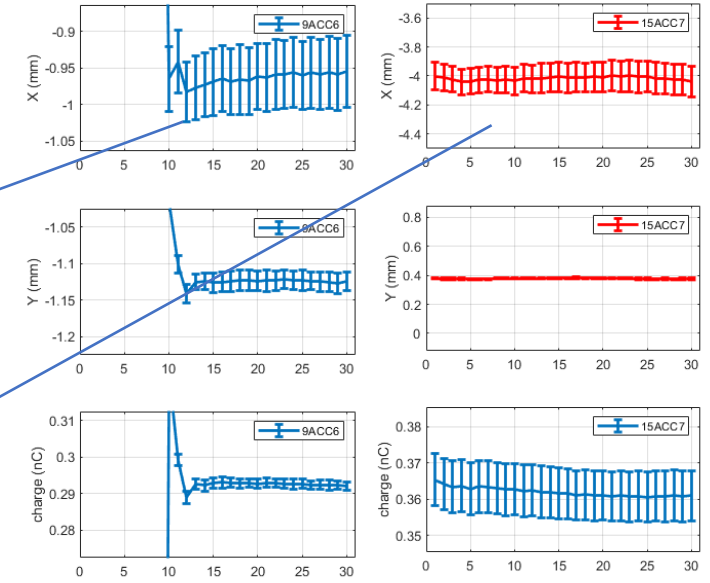 9ACC6
X (mm)
-0.9
-0.95
-1
-1.05
0 5 10 15 20 25 30
15ACC7
X (mm)
-3.6
-3.8
-4
-4.2
-4.4
0 5 10 15 20 25 30
9ACC6
Y (mm)
-1.05
-1.1
-1.15
-1.2
0 5 10 15 20 25 30
15ACC7
Y (mm)
0.8
0.6
0.4
0.2
0
0 5 10 15 20 25 30
9ACC6
charge (nC)
0.31
0.3
0.29
0.28
0 5 10 15 20 25 30
15ACC7
charge (nC)
0.38
0.37
0.36
0.35
0 5 10 15 20 25 30